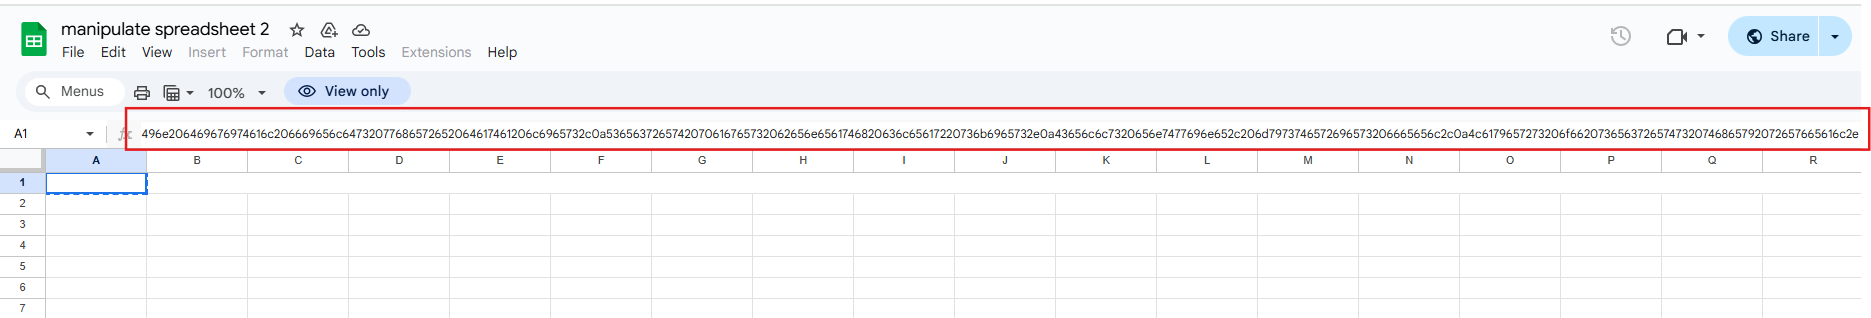 manipulate spreadsheet 2
File Edit View Insert Format Data Tools Extensions Help
Share
Menus 100% View only
A1 fx 496e206469676974616c206669656c64732077686572652064617461206c6965732c0a5365637265742070616765732062656e6561746820636c65617220736b6965732e0a43656c6c7320656e7477696e652c206d7973746572696573206665656c2c0a4c6179657273206f66207365637265747320746865792072657665616c2e
A B C D E F G H I J K L M N O P Q R
1
2
3
4
5
6
7